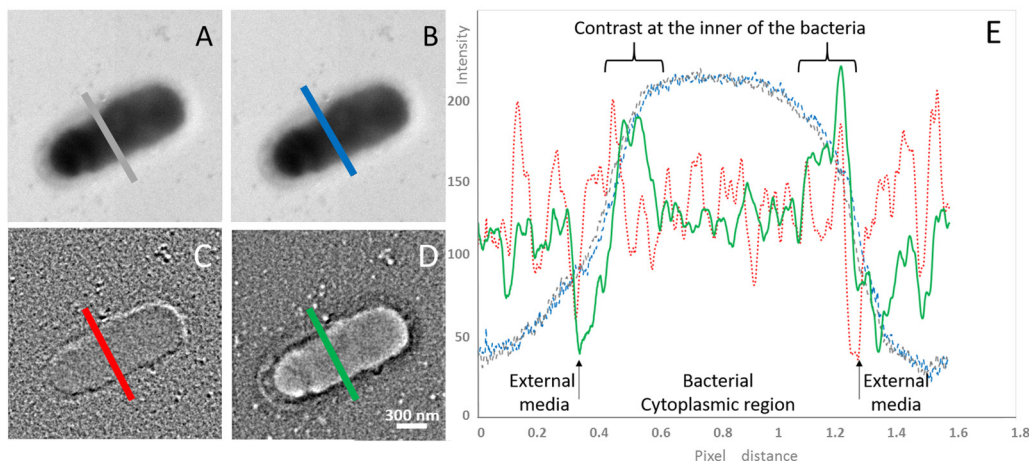 A
B
C
D
300 nm
E
Contrast at the inner of the bacteria
Intensity
200
150
100
50
0
External
media
Bacterial
Cytoplasmic region
External
media
0 0.2 0.4 0.6 0.8 1 1.2 1.4 1.6 1.8
Pixel distance